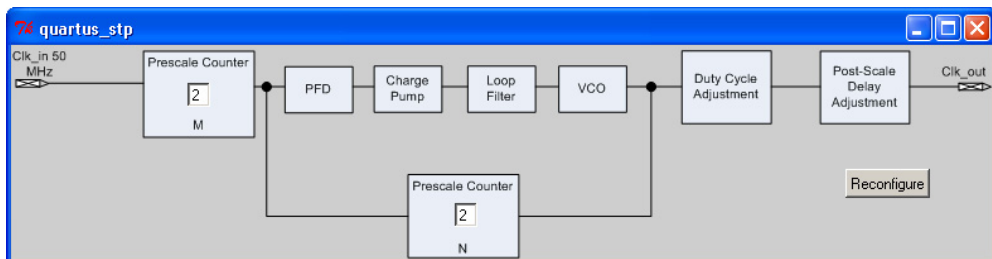 7% quartus_stp
Clk_in 50
MHz
Prescale Counter
2
M
PFD
Charge
Pump
Loop
Filter
VCO
Duty Cycle
Adjustment
Post-Scale
Delay
Adjustment
Clk_out
Reconfigure
Prescale Counter
2
N